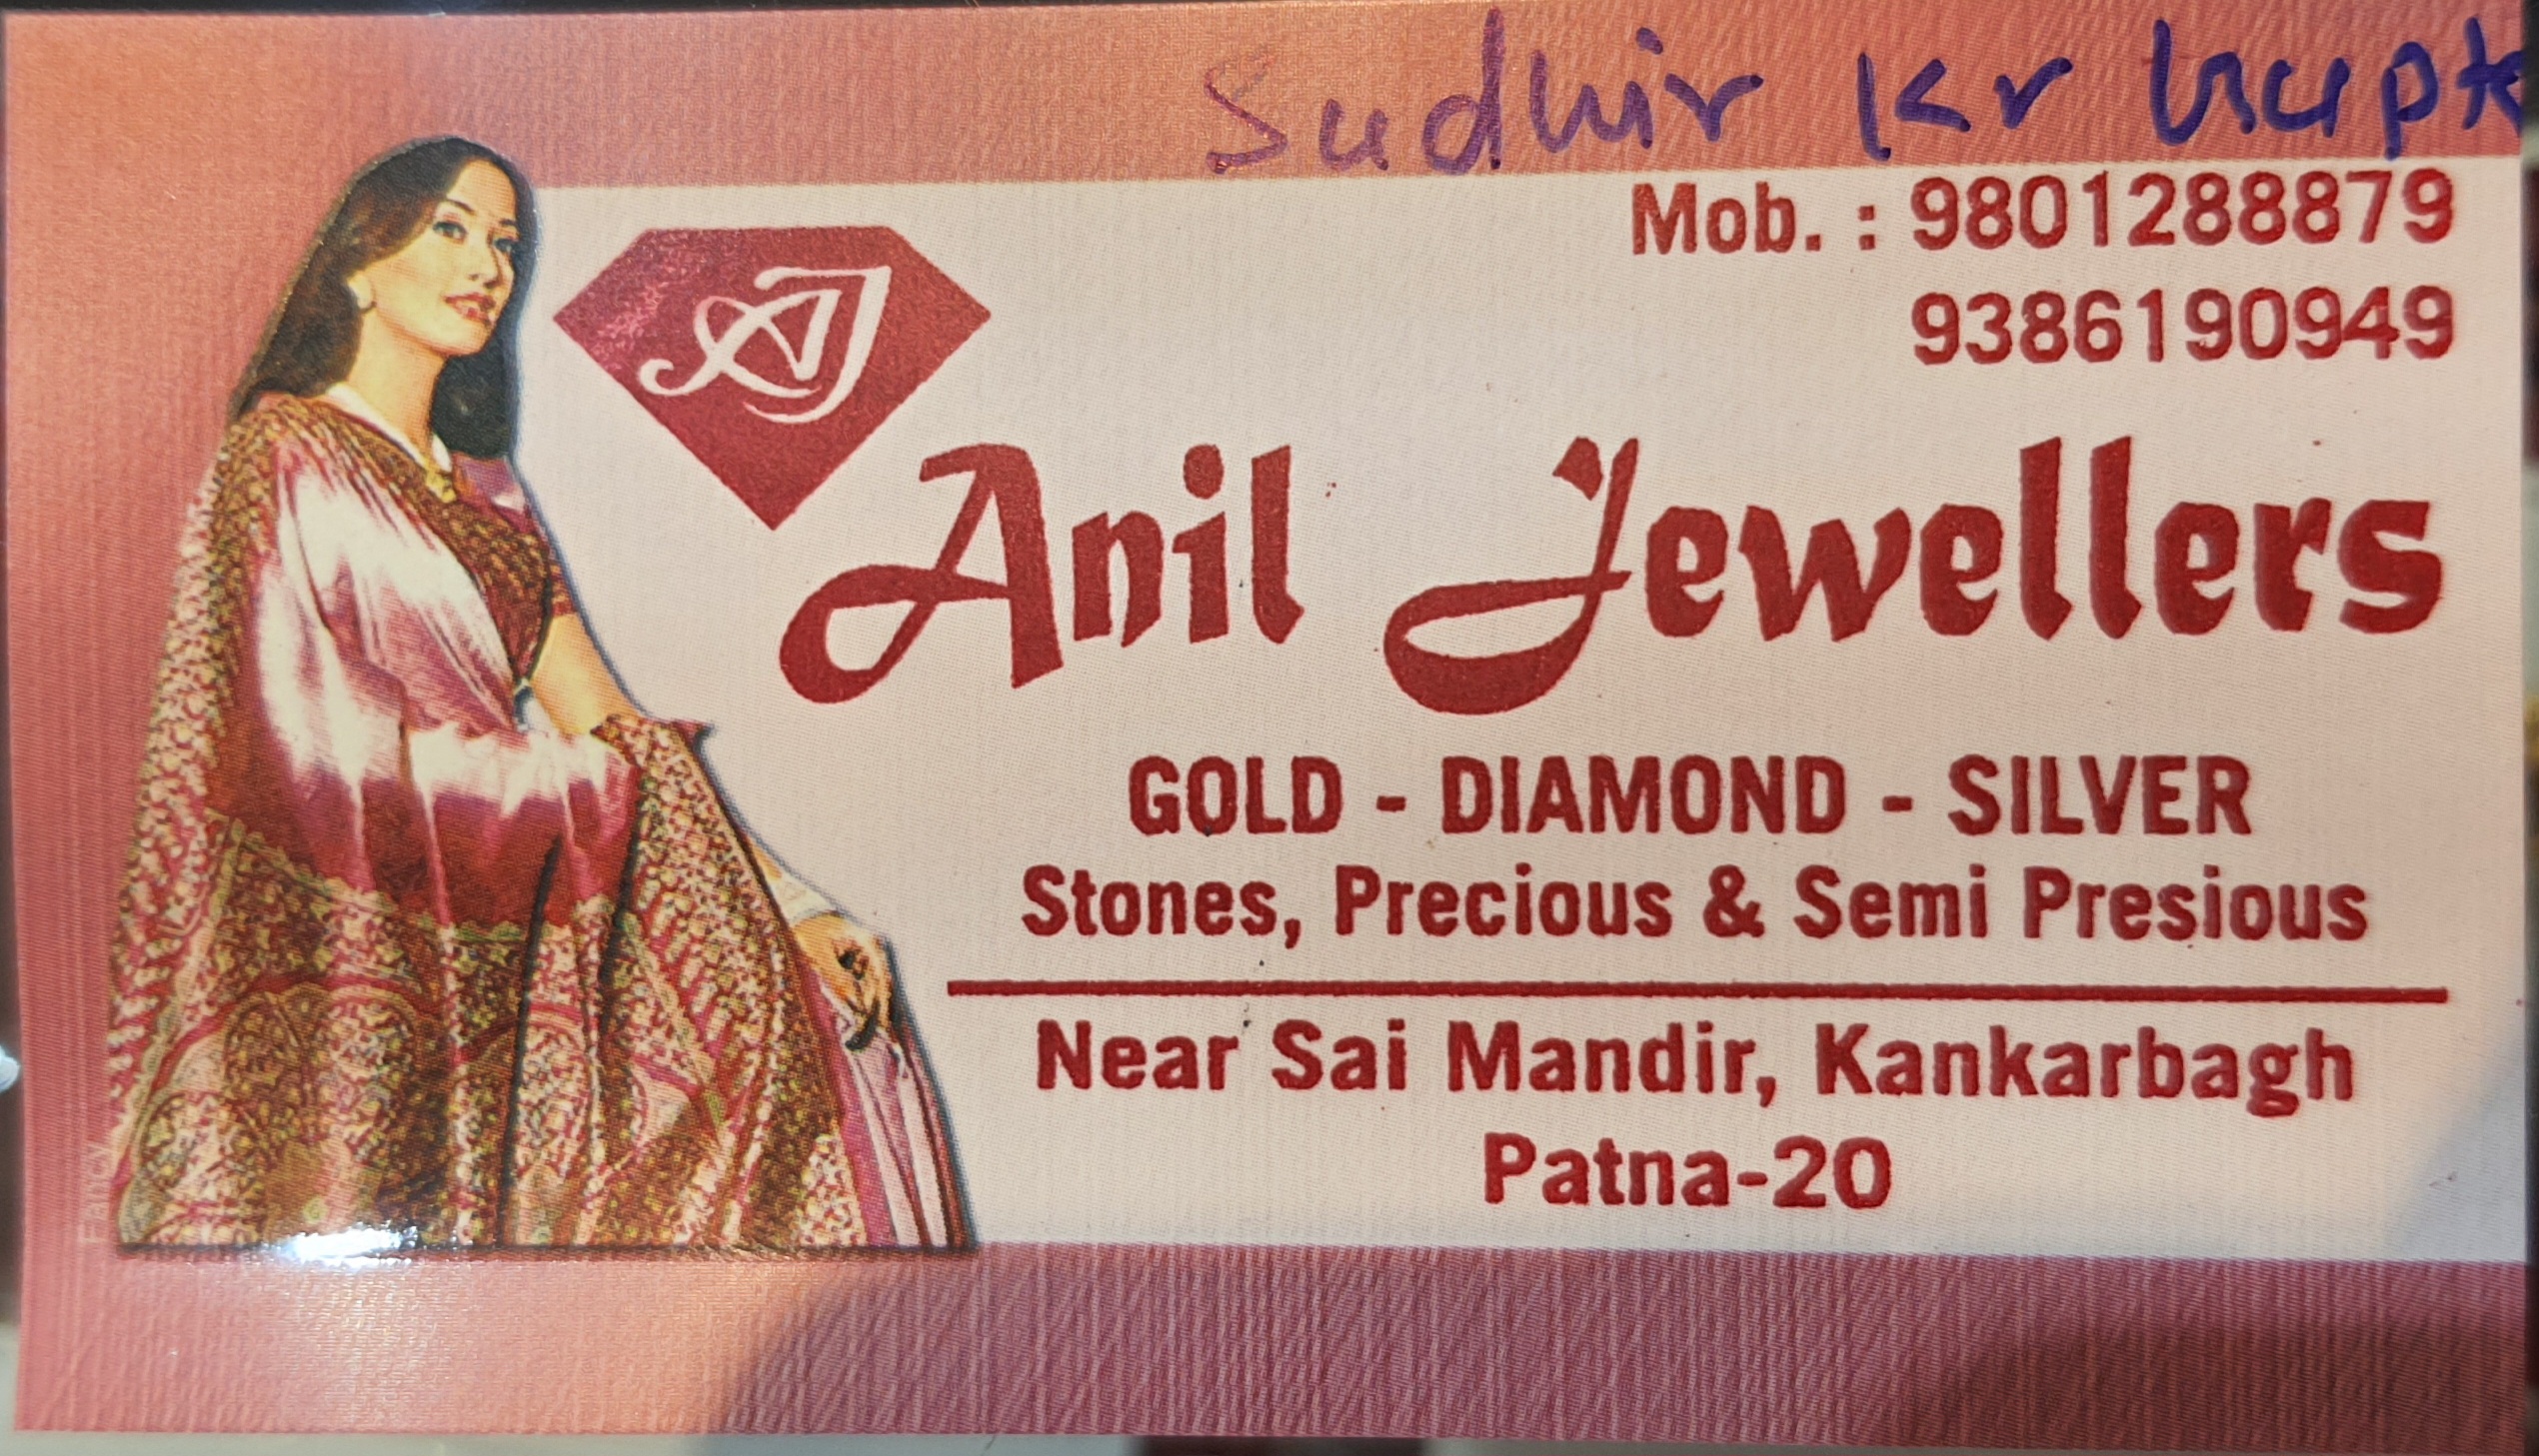 Sudhir Kr Gupta
Mob. : 9801288879
9386190949
AJ
Anil Jewellers
GOLD - DIAMOND - SILVER
Stones, Precious & Semi Presious
Near Sai Mandir, Kankarbagh
Patna-20
Fancy